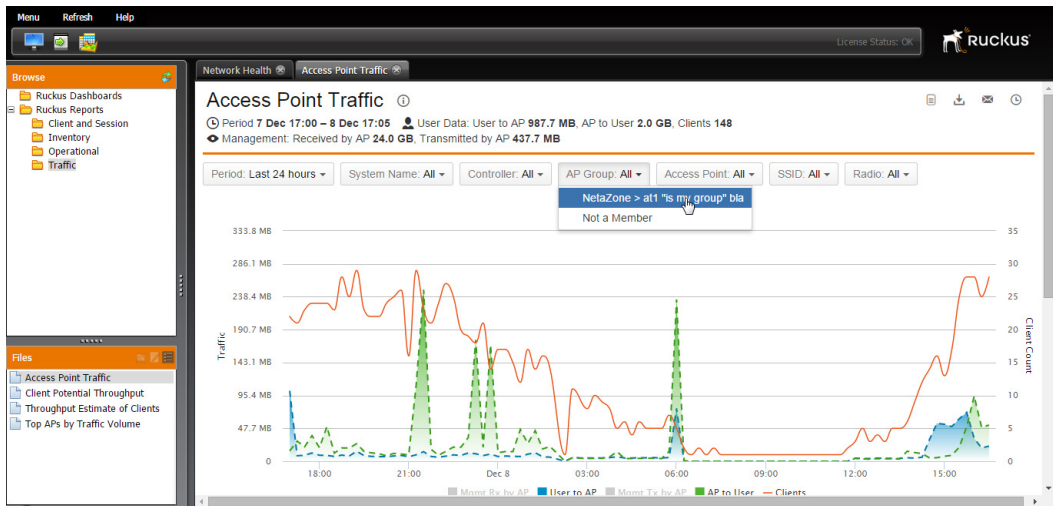 Menu Refresh Help
License Status: OK
Ruckus
Browse
Ruckus Dashboards
Ruckus Reports
Client and Session
Inventory
Operational
Traffic
Files
Access Point Traffic
Client Potential Throughput
Throughput Estimate of Clients
Top APs by Traffic Volume
Network Health Access Point Traffic
Access Point Traffic
Period 7 Dec 17:00 – 8 Dec 17:05 User Data: User to AP 987.7 MB, AP to User 2.0 GB, Clients 148
Management: Received by AP 24.0 GB, Transmitted by AP 437.7 MB
Period: Last 24 hours System Name: All Controller: All AP Group: All Access Point: All SSID: All Radio: All
NetaZone > at1 "is my group" bla
Not a Member
333.8 MB 35
286.1 MB 30
238.4 MB 25
190.7 MB 20
143.1 MB 15
95.4 MB 10
47.7 MB 5
0 0
Traffic
Client Count
18:00 21:00 Dec 8 03:00 06:00 09:00 12:00 15:00
Mgmt Rx by AP User to AP Mgmt Tx by AP AP to User Clients